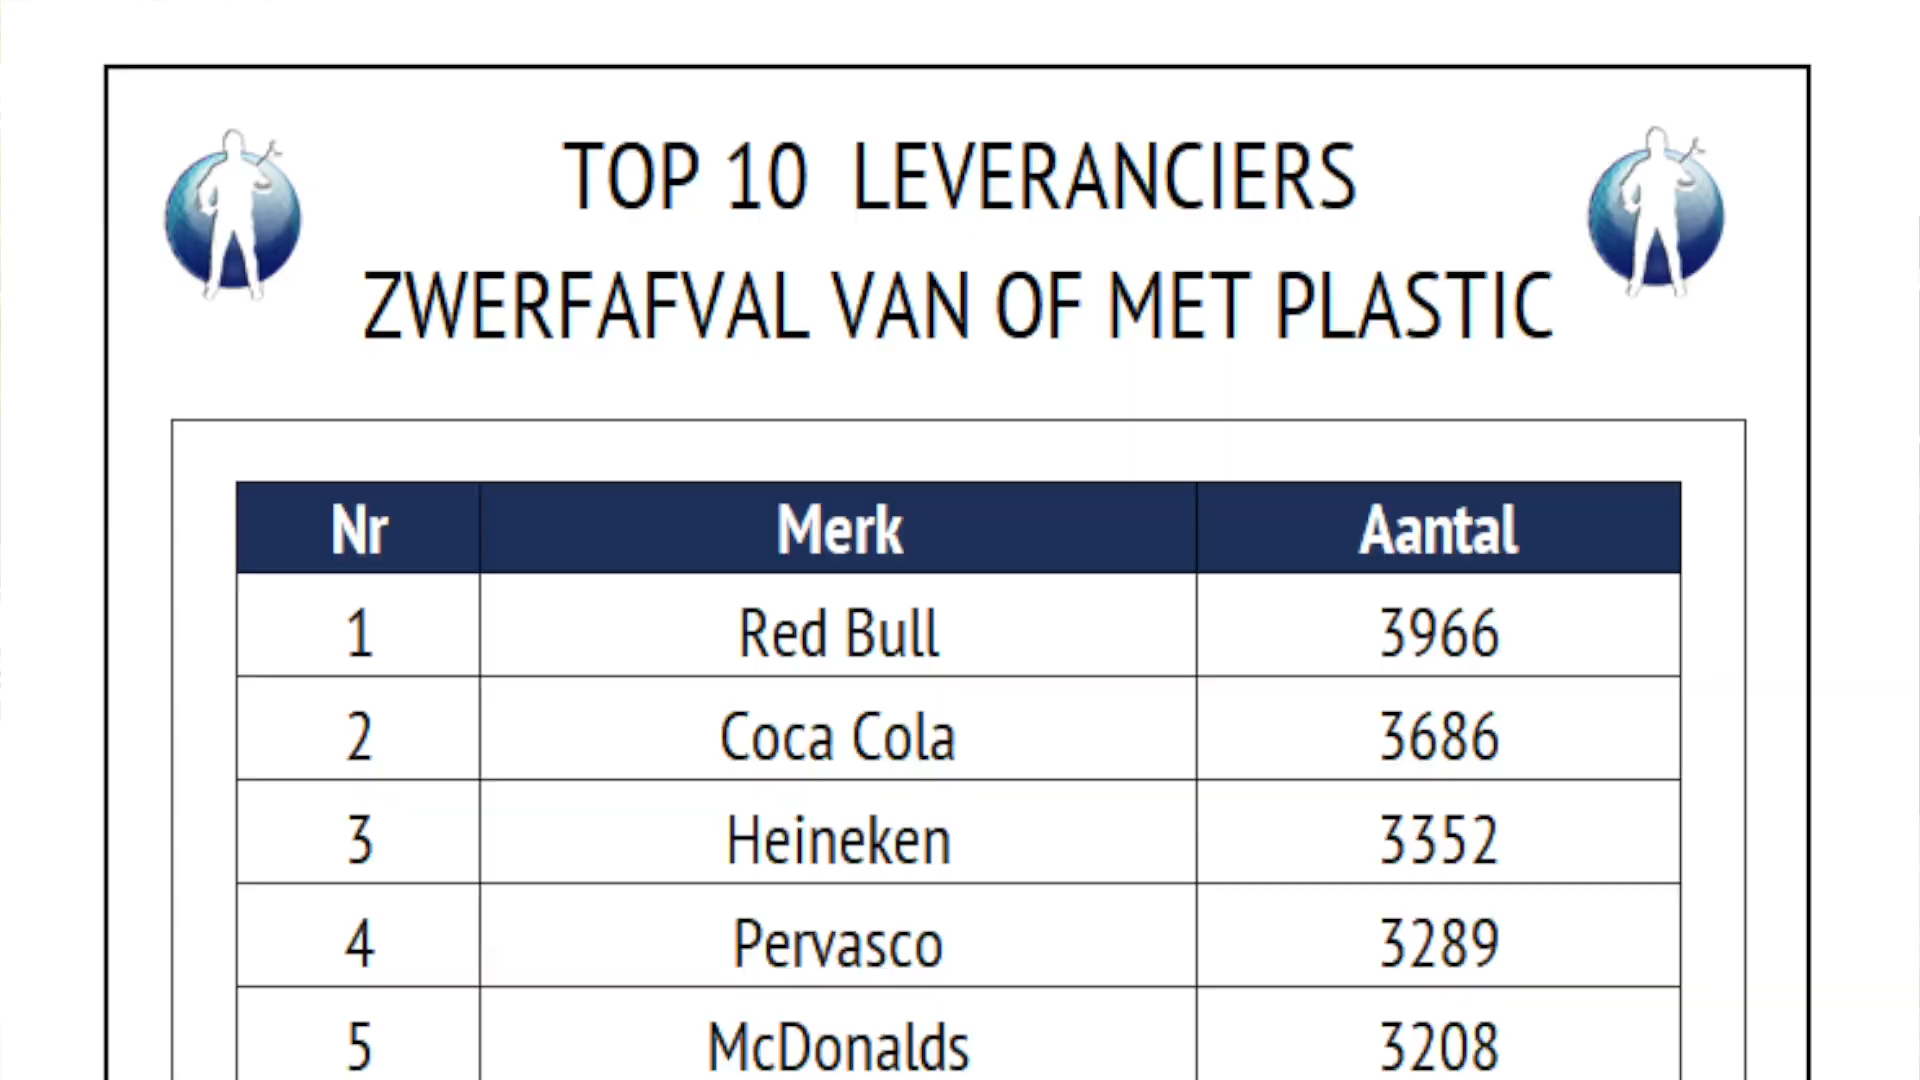 TOP 10 LEVERANCIERS
ZWERFAFVAL VAN OF MET PLASTIC
Nr Merk Aantal
1 Red Bull 3966
2 Coca Cola 3686
3 Heineken 3352
4 Pervasco 3289
5 McDonalds 3208